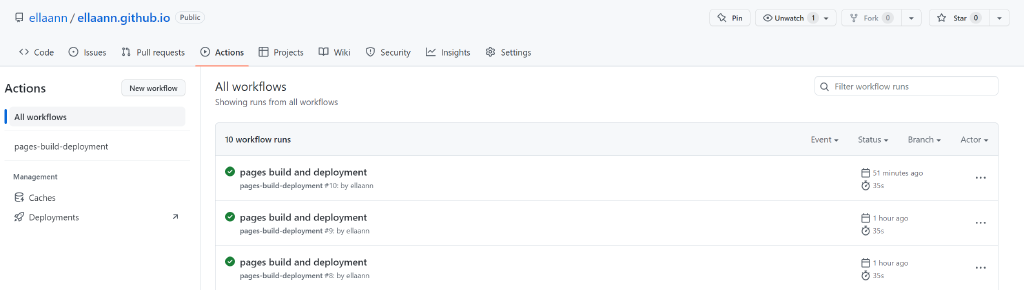 ellaann / ellaann.github.io Public
Pin Unwatch 1 Fork 0 Star 0
Code Issues Pull requests Actions Projects Wiki Security Insights Settings
Actions
New workflow
All workflows
pages-build-deployment
Management
Caches
Deployments
All workflows
Showing runs from all workflows
Filter workflow runs
10 workflow runs Event Status Branch Actor
pages build and deployment
pages-build-deployment #10: by ellaann
51 minutes ago
35s
pages build and deployment
pages-build-deployment #9: by ellaann
1 hour ago
35s
pages build and deployment
pages-build-deployment #8: by ellaann
1 hour ago
35s